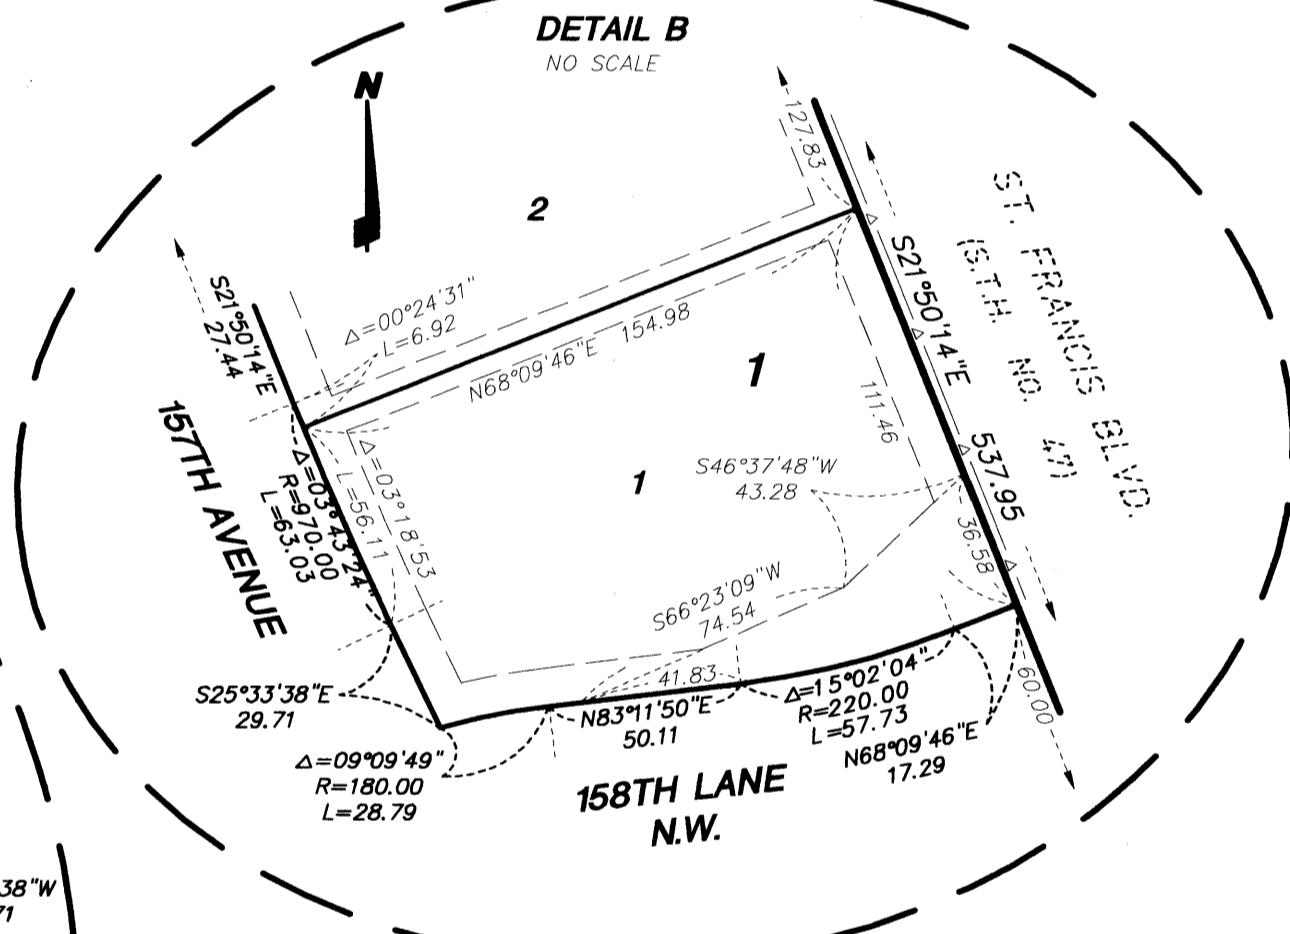 DETAIL B
NO SCALE
N
127.83
2
ST. FRANCIS BLVD.
(S.T.H. NO. 47)
S21°50'14"E
27.44
Δ=00°24'31"
L=6.92
S21°50'14"E 537.95
N68°09'46"E 154.98
1
111.46
157TH AVENUE
Δ=03°43'24"
R=970.00
L=63.03
L=56.11
Δ=03°18'53
1
S46°37'48"W
43.28
36.58
S66°23'09"W
74.54
S25°33'38"E
29.71
41.83
N83°11'50"E
50.11
Δ=15°02'04"
R=220.00
L=57.73
60.00
N68°09'46"E
17.29
Δ=09°09'49"
R=180.00
L=28.79
158TH LANE
N.W.
38"W
71